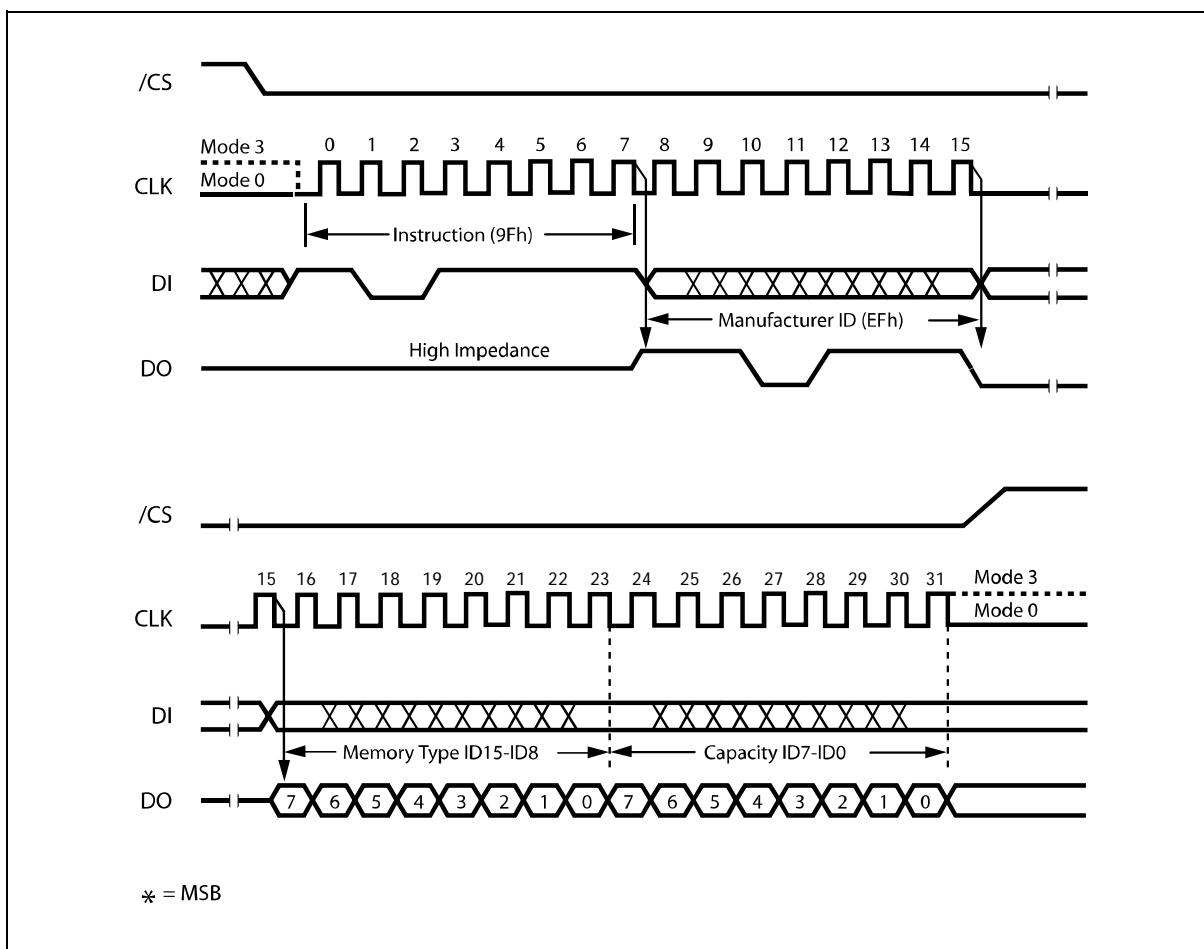 /CS
Mode 3
0 1 2 3 4 5 6 7 8 9 10 11 12 13 14 15
Mode 0
CLK
Instruction (9Fh)
DI
Manufacturer ID (EFh)
High Impedance
DO
/CS
15 16 17 18 19 20 21 22 23 24 25 26 27 28 29 30 31
Mode 3
Mode 0
CLK
DI
Memory Type ID15-ID8
Capacity ID7-ID0
DO
7 6 5 4 3 2 1 0 7 6 5 4 3 2 1 0
* = MSB